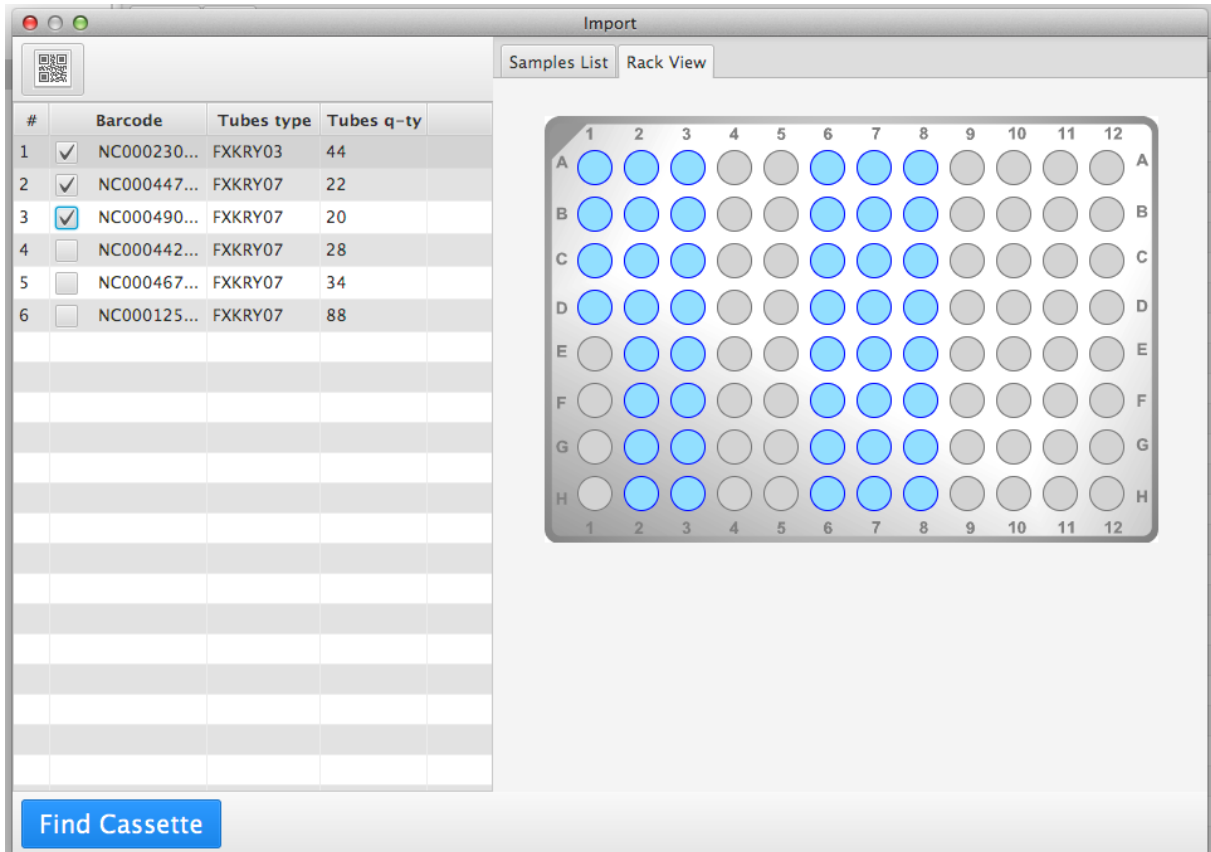 Import
Samples List Rack View
# Barcode Tubes type Tubes q-ty
1 NC000230... FXKRY03 44
2 NC000447... FXKRY07 22
3 NC000490... FXKRY07 20
4 NC000442... FXKRY07 28
5 NC000467... FXKRY07 34
6 NC000125... FXKRY07 88
1 2 3 4 5 6 7 8 9 10 11 12
A A
B B
C C
D D
E E
F F
G G
H H
1 2 3 4 5 6 7 8 9 10 11 12
Find Cassette